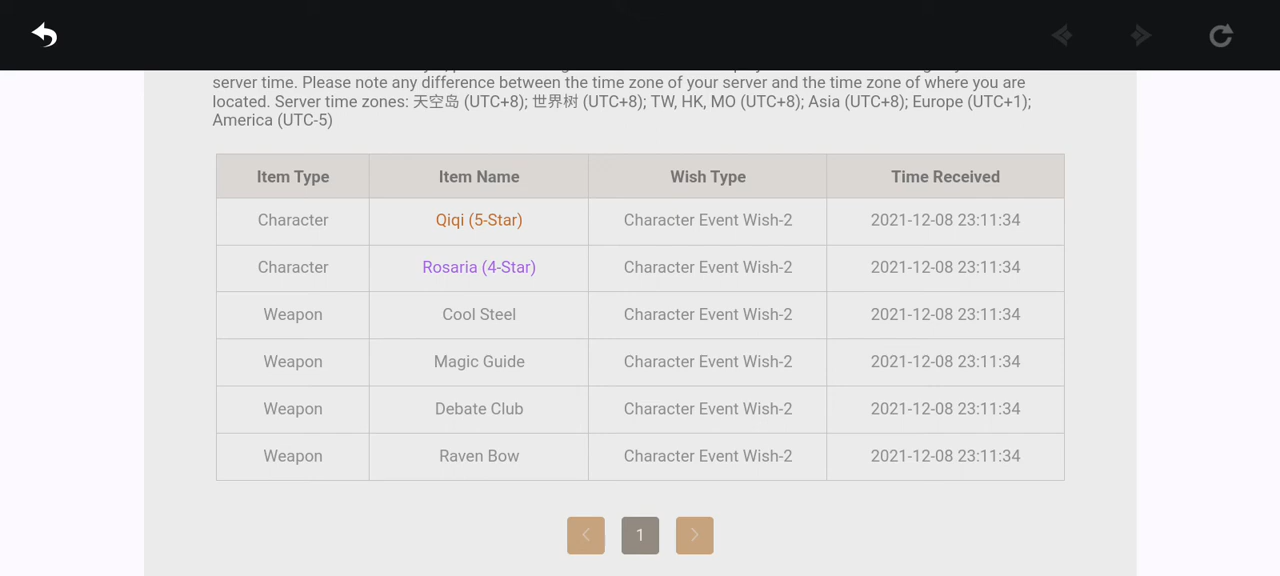 server time. Please note any difference between the time zone of your server and the time zone of where you are
located. Server time zones: 天空岛 (UTC+8); 世界树 (UTC+8); TW, HK, MO (UTC+8); Asia (UTC+8); Europe (UTC+1);
America (UTC-5)
Item Type Item Name Wish Type Time Received
Character Qiqi (5-Star) Character Event Wish-2 2021-12-08 23:11:34
Character Rosaria (4-Star) Character Event Wish-2 2021-12-08 23:11:34
Weapon Cool Steel Character Event Wish-2 2021-12-08 23:11:34
Weapon Magic Guide Character Event Wish-2 2021-12-08 23:11:34
Weapon Debate Club Character Event Wish-2 2021-12-08 23:11:34
Weapon Raven Bow Character Event Wish-2 2021-12-08 23:11:34
1